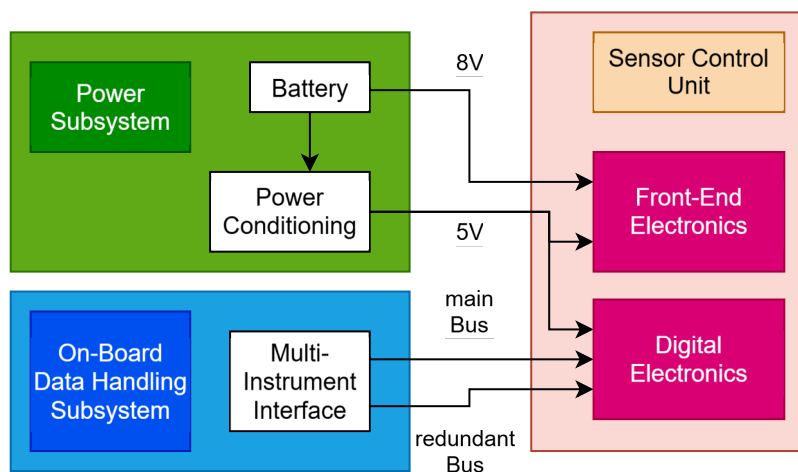 Power
Subsystem
Battery
Power
Conditioning
8V
5V
Sensor Control
Unit
Front-End
Electronics
Digital
Electronics
main
Bus
redundant
Bus
On-Board
Data Handling
Subsystem
Multi-
Instrument
Interface